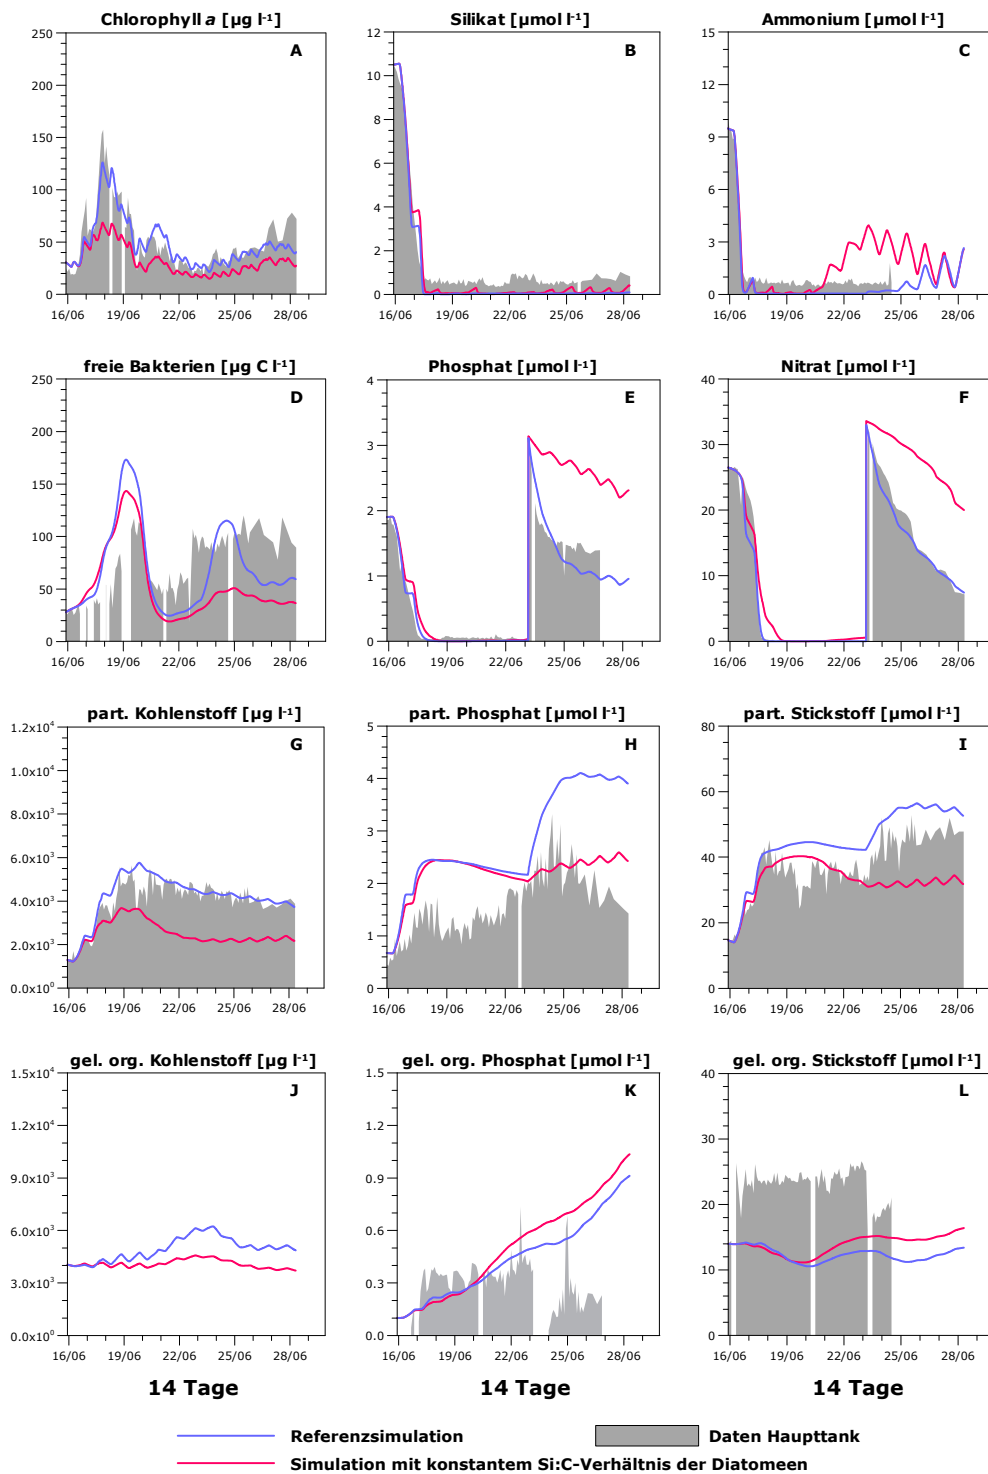 Chlorophyll a [µg l-1]
Silikat [µmol l-1]
Ammonium [µmol l-1]
250
200
150
100
50
0
A
16/06 19/06 22/06 25/06 28/06
12
10
8
6
4
2
0
B
16/06 19/06 22/06 25/06 28/06
15
12
9
6
3
0
C
16/06 19/06 22/06 25/06 28/06
freie Bakterien [µg C l-1]
Phosphat [µmol l-1]
Nitrat [µmol l-1]
250
200
150
100
50
0
D
16/06 19/06 22/06 25/06 28/06
4
3
2
1
0
E
16/06 19/06 22/06 25/06 28/06
40
30
20
10
0
F
16/06 19/06 22/06 25/06 28/06
part. Kohlenstoff [µg l-1]
part. Phosphat [µmol l-1]
part. Stickstoff [µmol l-1]
1.2x10⁴
1.0x10⁴
8.0x10³
6.0x10³
4.0x10³
2.0x10³
0.0x10⁰
G
16/06 19/06 22/06 25/06 28/06
5
4
3
2
1
0
H
16/06 19/06 22/06 25/06 28/06
80
60
40
20
0
I
16/06 19/06 22/06 25/06 28/06
gel. org. Kohlenstoff [µg l-1]
gel. org. Phosphat [µmol l-1]
gel. org. Stickstoff [µmol l-1]
1.5x10⁴
1.2x10⁴
9.0x10³
6.0x10³
3.0x10³
0.0x10⁰
J
16/06 19/06 22/06 25/06 28/06
1.5
1.2
0.9
0.6
0.3
0.0
K
16/06 19/06 22/06 25/06 28/06
40
30
20
10
0
L
16/06 19/06 22/06 25/06 28/06
14 Tage
14 Tage
14 Tage
Referenzsimulation
Daten Haupttank
Simulation mit konstantem Si:C-Verhältnis der Diatomeen